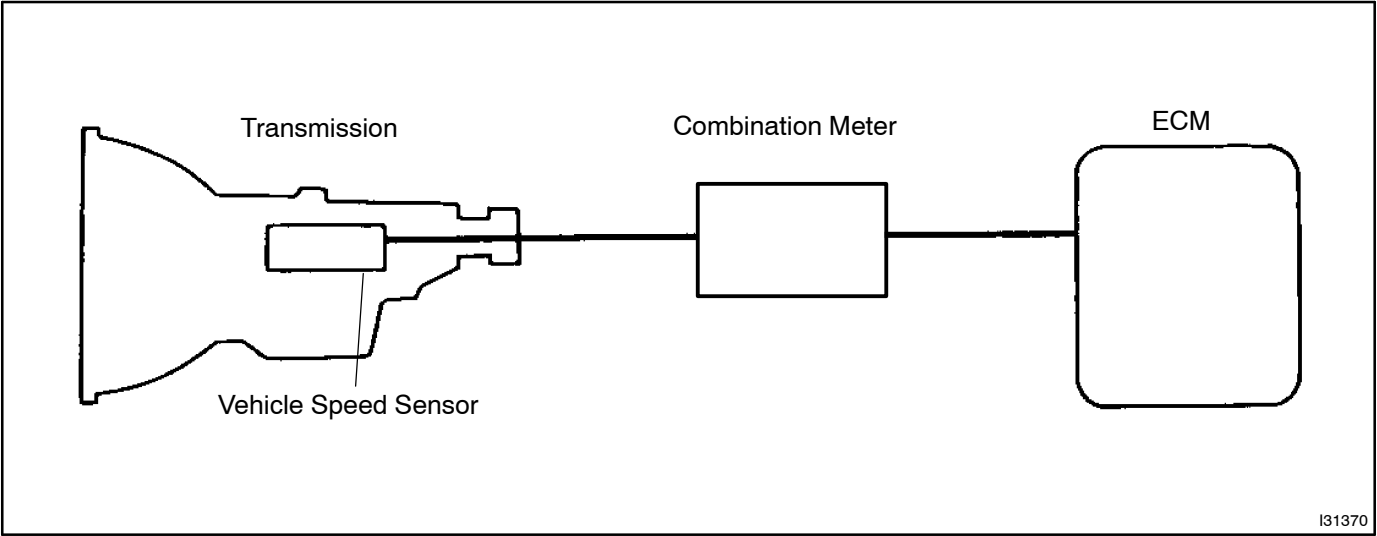 Transmission
Combination Meter
ECM
Vehicle Speed Sensor
I31370